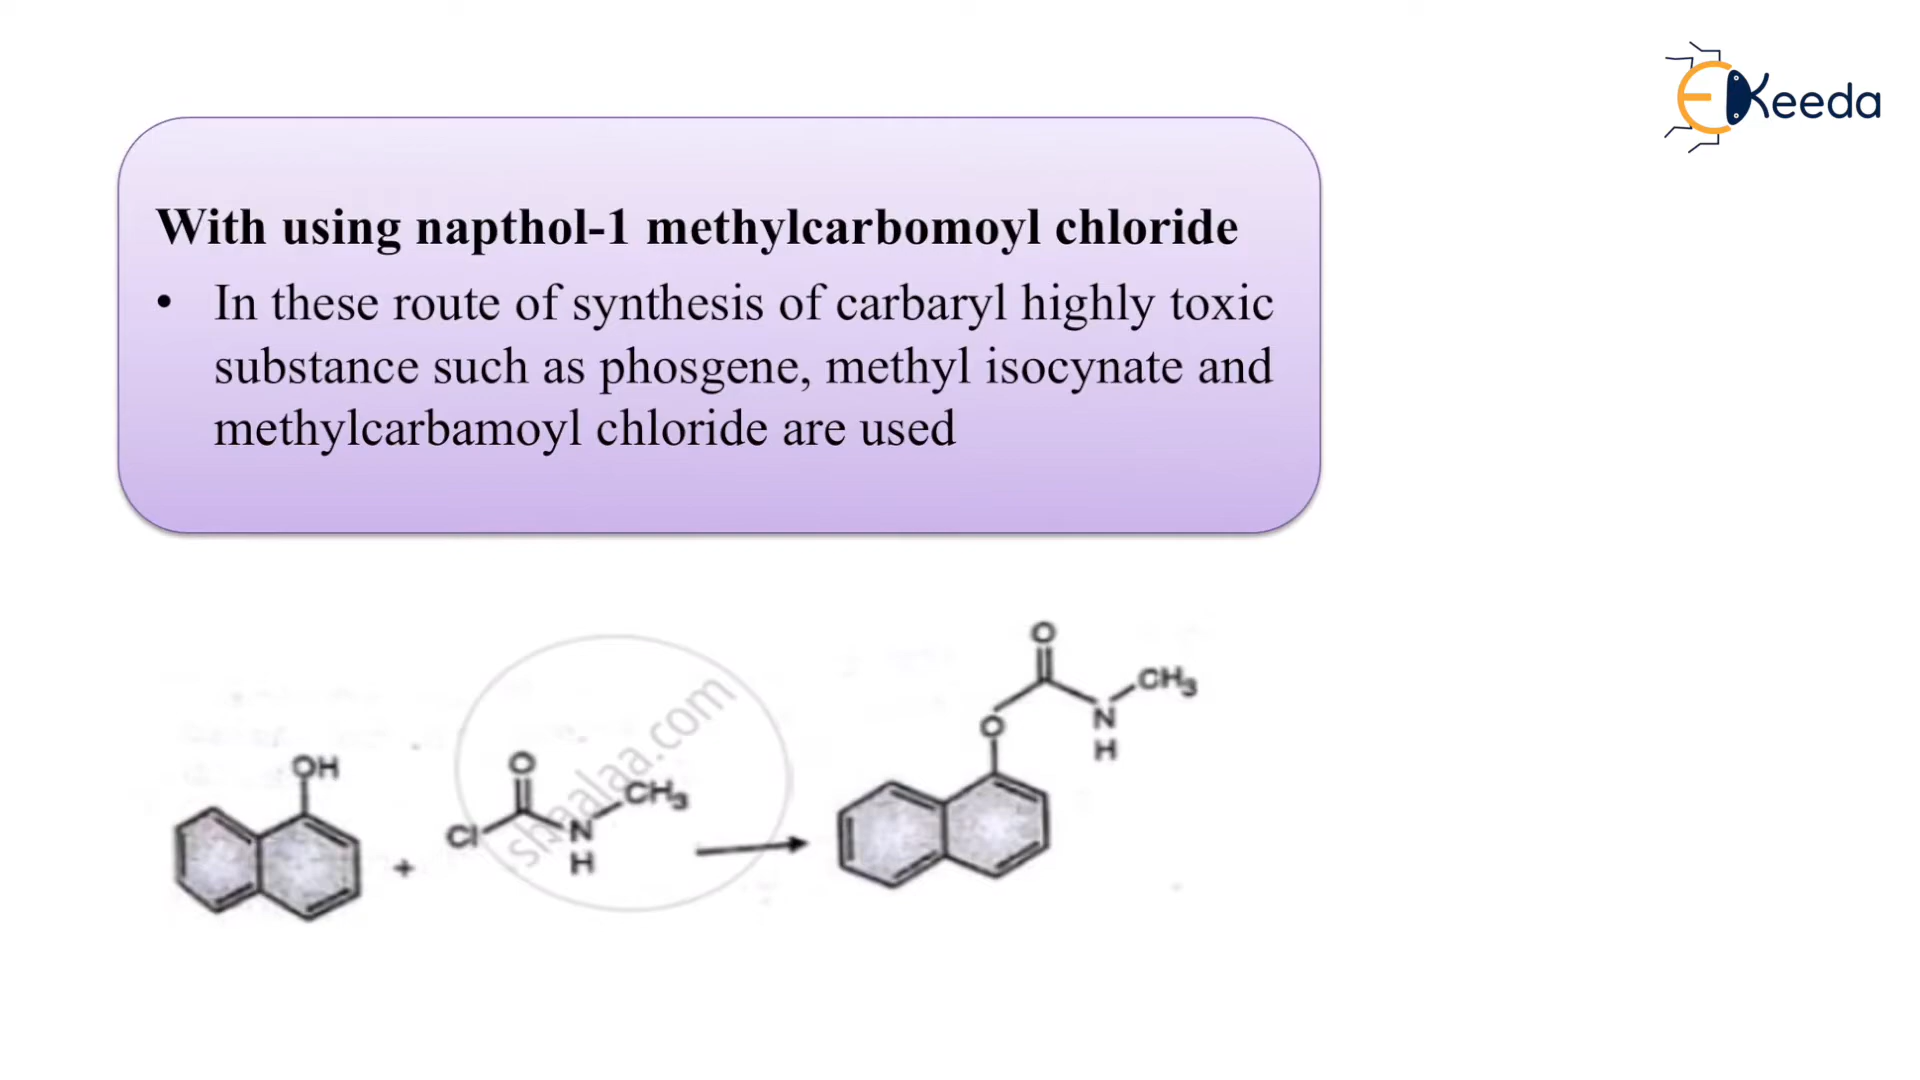 Keeda
With using napthol-1 methylcarbomoyl chloride
• In these route of synthesis of carbaryl highly toxic
substance such as phosgene, methyl isocynate and
methylcarbamoyl chloride are used
O
CH3
O
N
H
OH
O
CH3
Cl
N
H
+
shaalaa.com